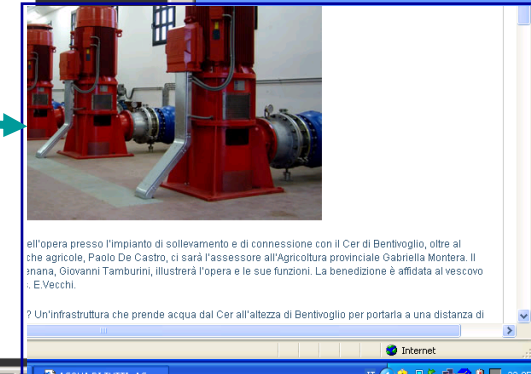 ell'opera presso l'impianto di sollevamento e di connessione con il Cer di Bentivoglio, oltre al
che agricole, Paolo De Castro, ci sarà l'assessore all'Agricoltura provinciale Gabriella Montera. Il
enana, Giovanni Tamburini, illustrerà l'opera e le sue funzioni. La benedizione è affidata al vescovo
. E.Vecchi.
? Un'infrastruttura che prende acqua dal Cer all'altezza di Bentivoglio per portarla a una distanza di
Internet